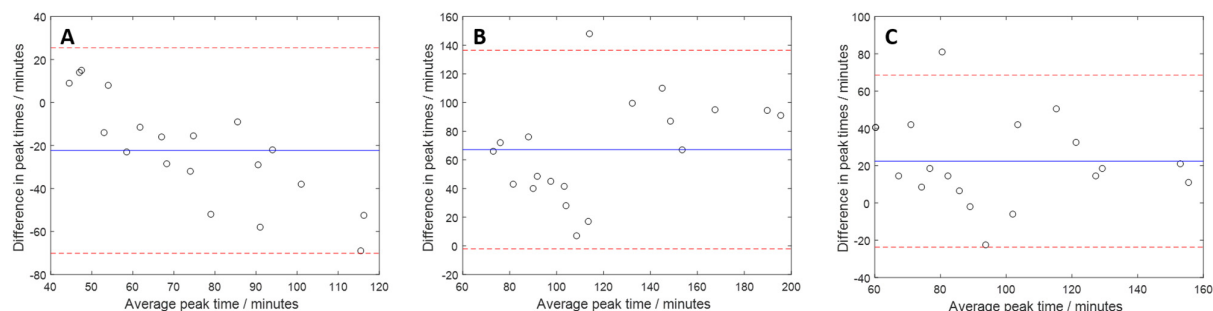 A
Difference in peak times / minutes
40
20
0
-20
-40
-60
-80
40 50 60 70 80 90 100 110 120
Average peak time / minutes
B
Difference in peak times / minutes
160
140
120
100
80
60
40
20
0
-20
60 80 100 120 140 160 180 200
Average peak time / minutes
C
Difference in peak times / minutes
100
80
60
40
20
0
-20
-40
60 80 100 120 140 160
Average peak time / minutes